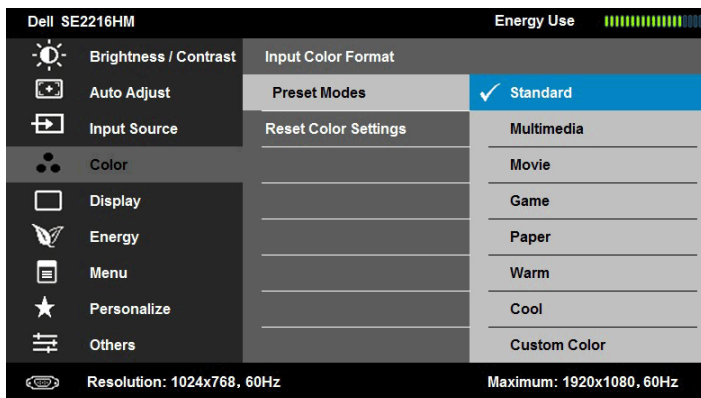 Dell SE2216HM Energy Use
Brightness / Contrast Input Color Format
Auto Adjust Preset Modes Standard
Input Source Reset Color Settings Multimedia
Color Movie
Display Game
Energy Paper
Menu Warm
Personalize Cool
Others Custom Color
Resolution: 1024x768, 60Hz Maximum: 1920x1080, 60Hz